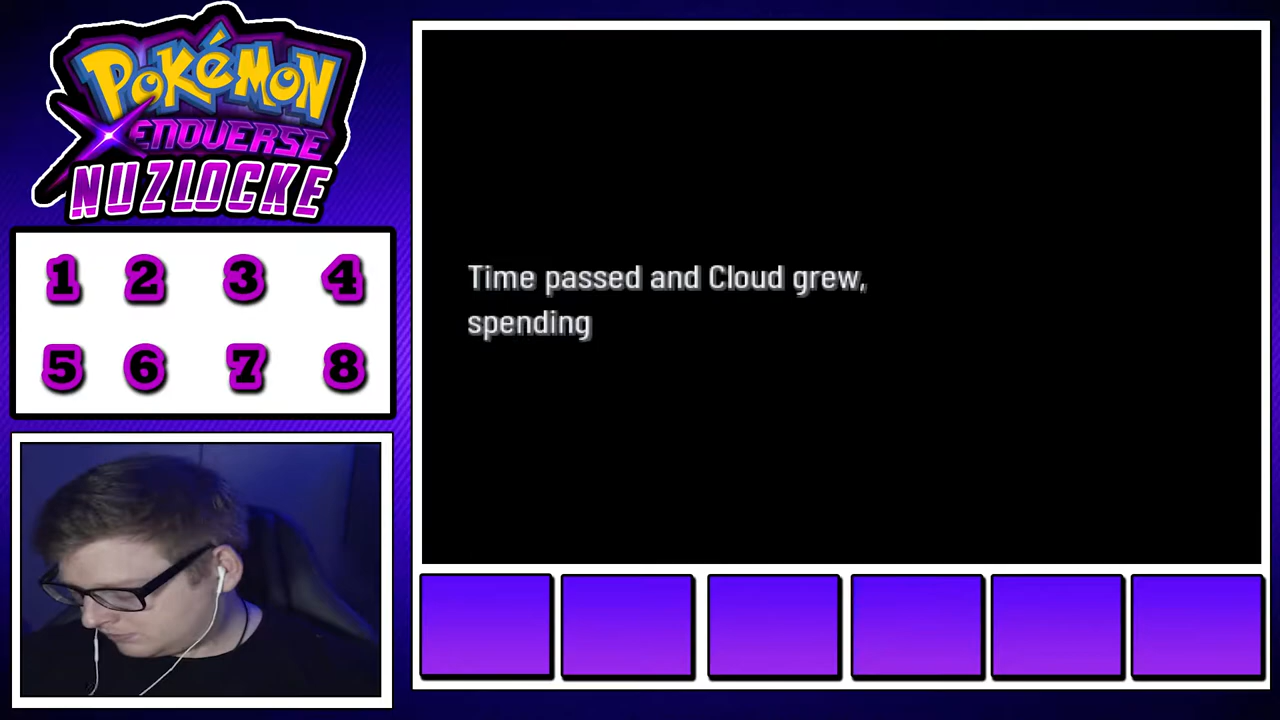 POKÉMON
XENOVERSE
NUZLOCKE
1 2 3 4
5 6 7 8
Time passed and Cloud grew,
spending